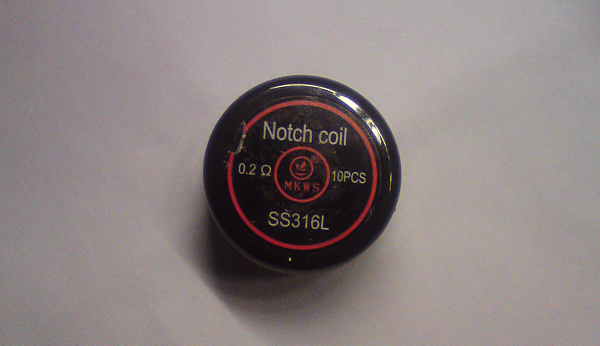 Notch coil
0.2 Ω
®
MKWS
10PCS
SS316L